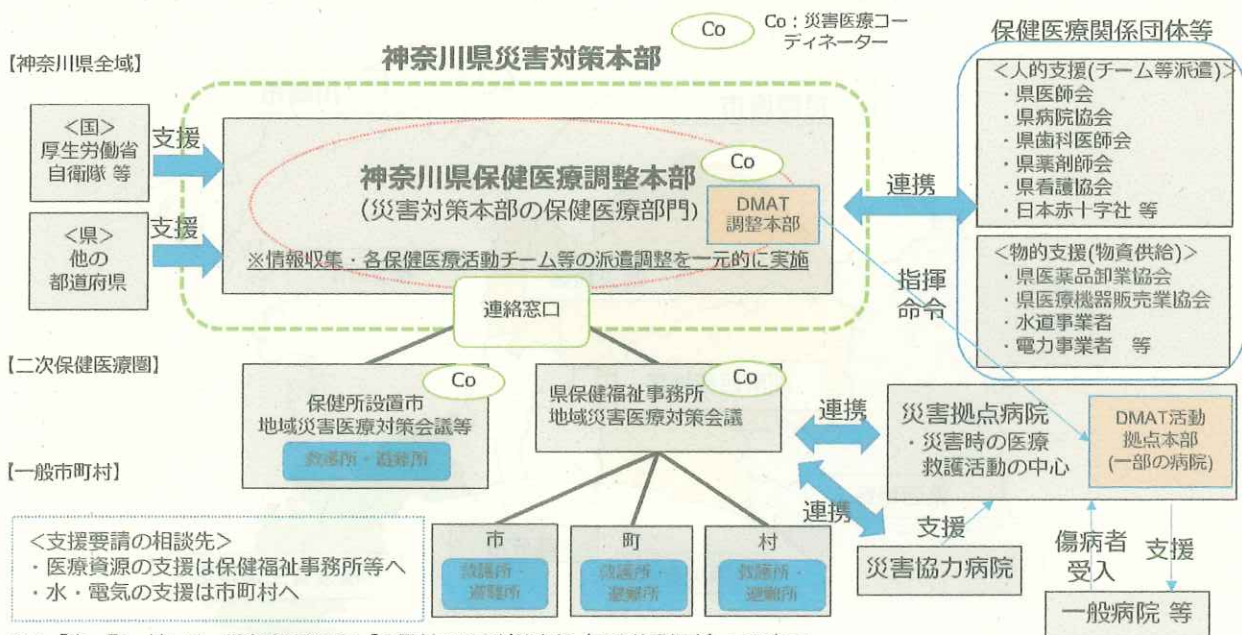 Co
Co：災害医療コー
ディネーター
【神奈川県全域】
神奈川県災害対策本部
＜国＞
厚生労働省
自衛隊 等
支援
＜県＞
他の
都道府県
支援
神奈川県保健医療調整本部
(災害対策本部の保健医療部門)
Co
DMAT
調整本部
※情報収集・各保健医療活動チーム等の派遣調整を一元的に実施
連絡窓口
連携
指揮
命令
保健医療関係団体等
＜人的支援(チーム等派遣)＞
・県医師会
・県病院協会
・県歯科医師会
・県薬剤師会
・県看護協会
・日本赤十字社 等
＜物的支援(物資供給)＞
・県医薬品卸業協会
・県医療機器販売業協会
・水道事業者
・電力事業者　等
【二次保健医療圏】
Co
保健所設置市
地域災害医療対策会議等
救護所・避難所
Co
県保健福祉事務所
地域災害医療対策会議
連携
連携
災害拠点病院
・災害時の医療
救護活動の中心
DMAT活動
拠点本部
(一部の病院)
【一般市町村】
市
救護所・
避難所
町
救護所・
避難所
村
救護所・
避難所
＜支援要請の相談先＞
・医療資源の支援は保健福祉事務所等へ
・水・電気の支援は市町村へ
支援
災害協力病院
傷病者
受入
支援
一般病院 等